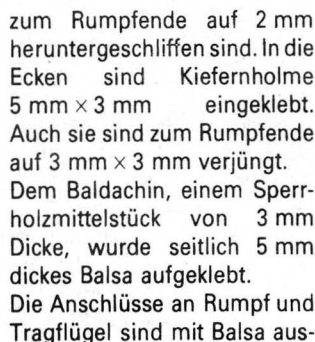 zum Rumpfende auf 2 mm
heruntergeschliffen sind. In die
Ecken sind Kiefernholme
5 mm × 3 mm eingeklebt.
Auch sie sind zum Rumpfende
auf 3 mm × 3 mm verjüngt.
Dem Baldachin, einem Sperr-
holzmittelstück von 3 mm
Dicke, wurde seitlich 5 mm
dickes Balsa aufgeklebt.
Die Anschlüsse an Rumpf und
Tragflügel sind mit Balsa aus-